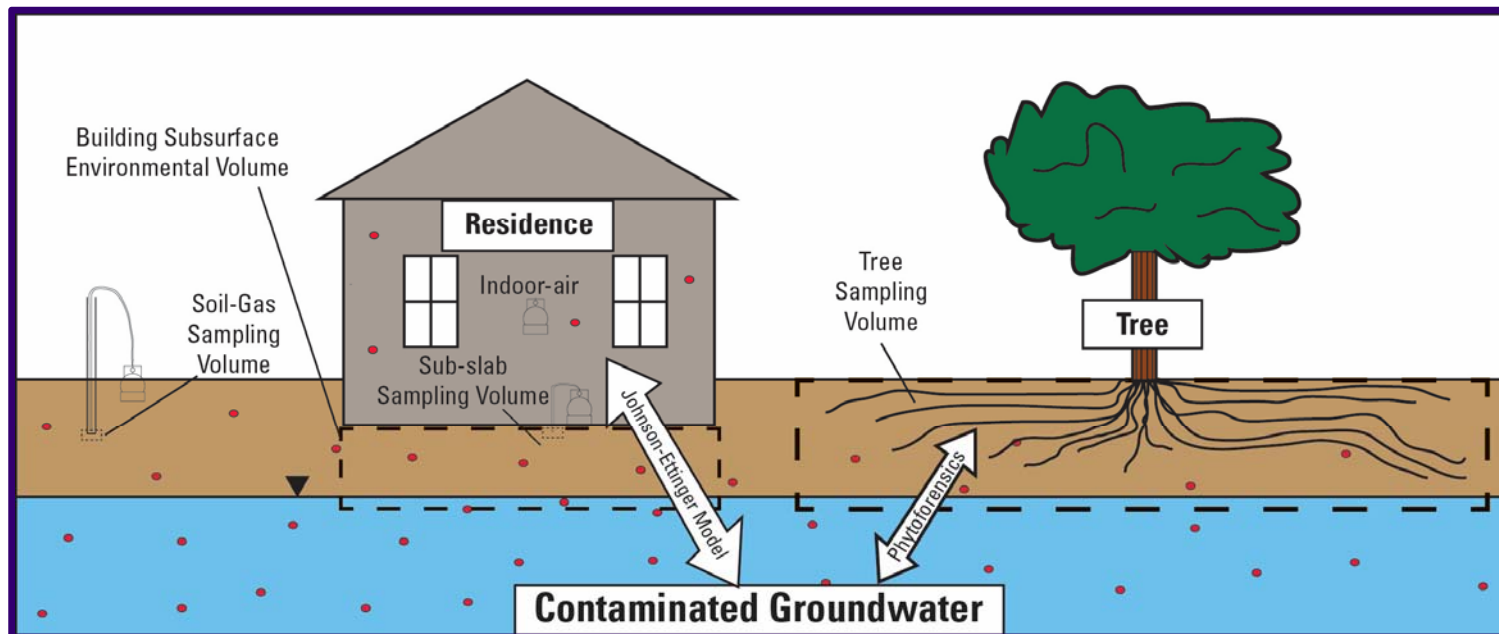 Building Subsurface
Environmental Volume
Residence
Indoor-air
Soil-Gas
Sampling
Volume
Sub-slab
Sampling Volume
Tree
Sampling
Volume
Tree
Johnson-Ettinger Model
Phytoforensics
Contaminated Groundwater